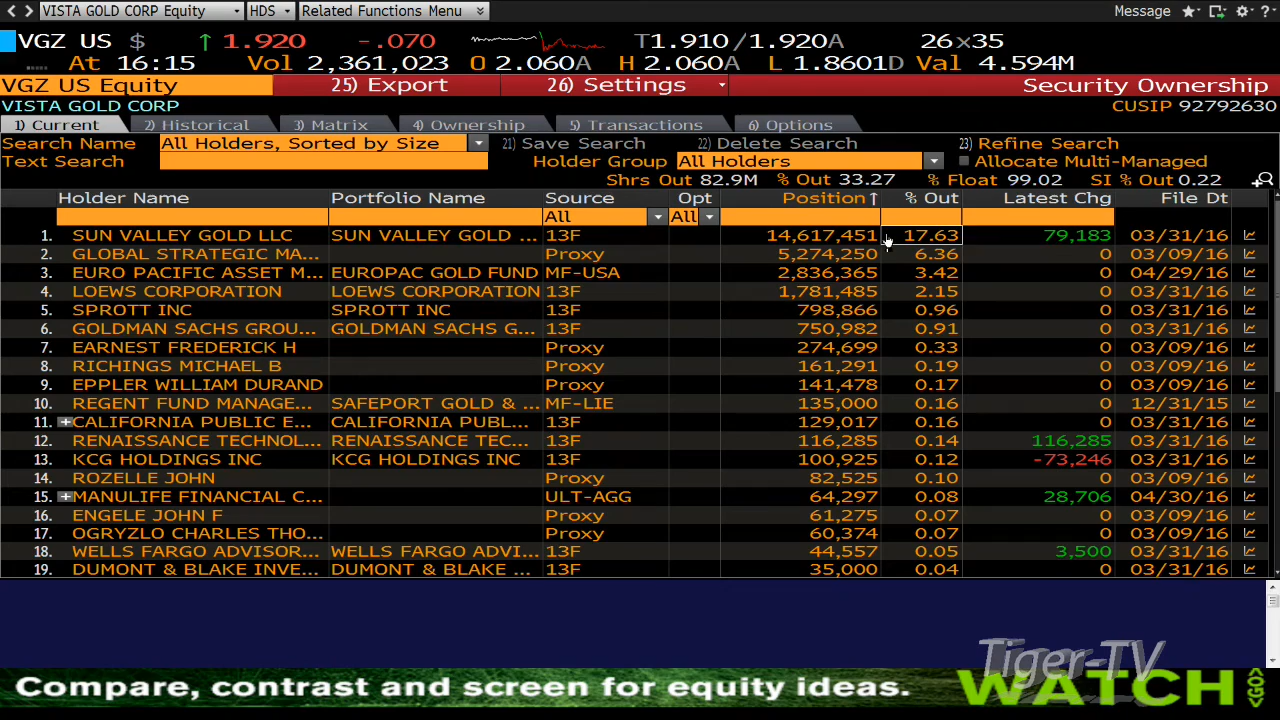 VISTA GOLD CORP Equity HDS Related Functions Menu Message
VGZ US $ ↑ 1.920 -.070 T1.910/1.920A 26×35
At 16:15 Vol 2,361,023 O 2.060A H 2.060A L 1.8601D Val 4.594M
VGZ US Equity 25) Export 26) Settings Security Ownership
VISTA GOLD CORP CUSIP 92792630
1) Current 2) Historical 3) Matrix 4) Ownership 5) Transactions 6) Options
Search Name All Holders, Sorted by Size 21) Save Search 22) Delete Search 23) Refine Search
Text Search Holder Group All Holders Allocate Multi-Managed
Shrs Out 82.9M % Out 33.27 % Float 99.02 SI % Out 0.22
Holder Name Portfolio Name Source Opt Position↑ % Out Latest Chg File Dt
All All
1. SUN VALLEY GOLD LLC SUN VALLEY GOLD ... 13F 14,617,451 17.63 79,183 03/31/16
2. GLOBAL STRATEGIC MA... Proxy 5,274,250 6.36 0 03/09/16
3. EURO PACIFIC ASSET M... EUROPAC GOLD FUND MF-USA 2,836,365 3.42 0 04/29/16
4. LOEWS CORPORATION LOEWS CORPORATION 13F 1,781,485 2.15 0 03/31/16
5. SPROTT INC SPROTT INC 13F 798,866 0.96 0 03/31/16
6. GOLDMAN SACHS GROU... GOLDMAN SACHS G... 13F 750,982 0.91 0 03/31/16
7. EARNEST FREDERICK H Proxy 274,699 0.33 0 03/09/16
8. RICHINGS MICHAEL B Proxy 161,291 0.19 0 03/09/16
9. EPPLER WILLIAM DURAND Proxy 141,478 0.17 0 03/09/16
10. REGENT FUND MANAGE... SAFEPORT GOLD & ... MF-LIE 135,000 0.16 0 12/31/15
11. CALIFORNIA PUBLIC E... CALIFORNIA PUBL... 13F 129,017 0.16 0 03/31/16
12. RENAISSANCE TECHNOL... RENAISSANCE TEC... 13F 116,285 0.14 116,285 03/31/16
13. KCG HOLDINGS INC KCG HOLDINGS INC 13F 100,925 0.12 -73,246 03/31/16
14. ROZELLE JOHN Proxy 82,525 0.10 0 03/09/16
15. MANULIFE FINANCIAL C... ULT-AGG 64,297 0.08 28,706 04/30/16
16. ENGELE JOHN F Proxy 61,275 0.07 0 03/09/16
17. OGRYZLO CHARLES THO... Proxy 60,374 0.07 0 03/09/16
18. WELLS FARGO ADVISOR... WELLS FARGO ADVI... 13F 44,557 0.05 3,500 03/31/16
19. DUMONT & BLAKE INVE... DUMONT & BLAKE ... 13F 35,000 0.04 0 03/31/16
Tiger-TV
Compare, contrast and screen for equity ideas. WATCH GO